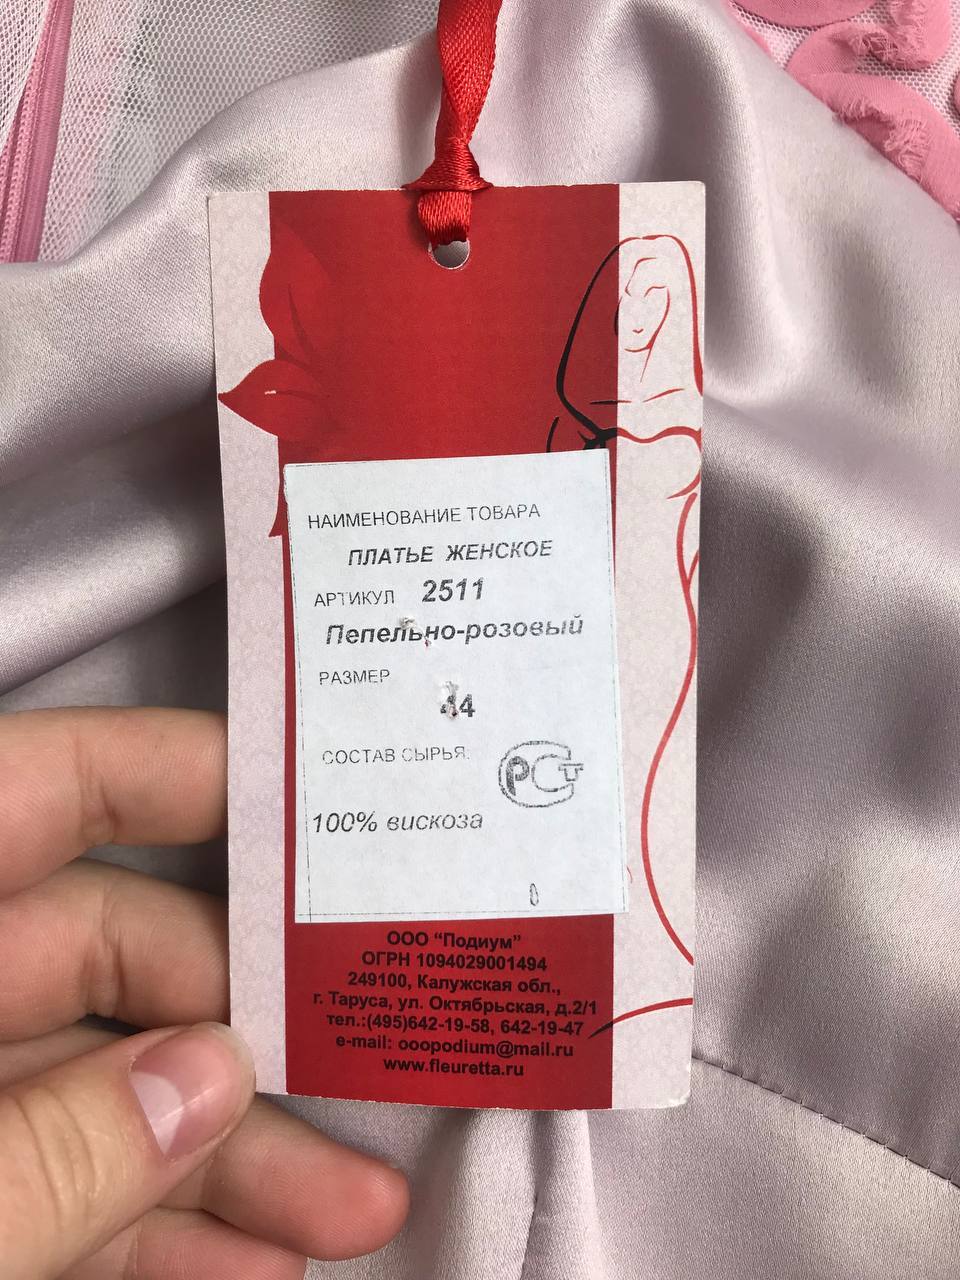 НАИМЕНОВАНИЕ ТОВАРА
ПЛАТЬЕ ЖЕНСКОЕ
АРТИКУЛ 2511
Пепельно-розовый
РАЗМЕР
44
СОСТАВ СЫРЬЯ:
РСТ
100% вискоза
ООО “Подиум”
ОГРН 1094029001494
249100, Калужская обл.,
г. Таруса, ул. Октябрьская, д.2/1
тел.:(495)642-19-58, 642-19-47
e-mail: ooopodium@mail.ru
www.fleuretta.ru